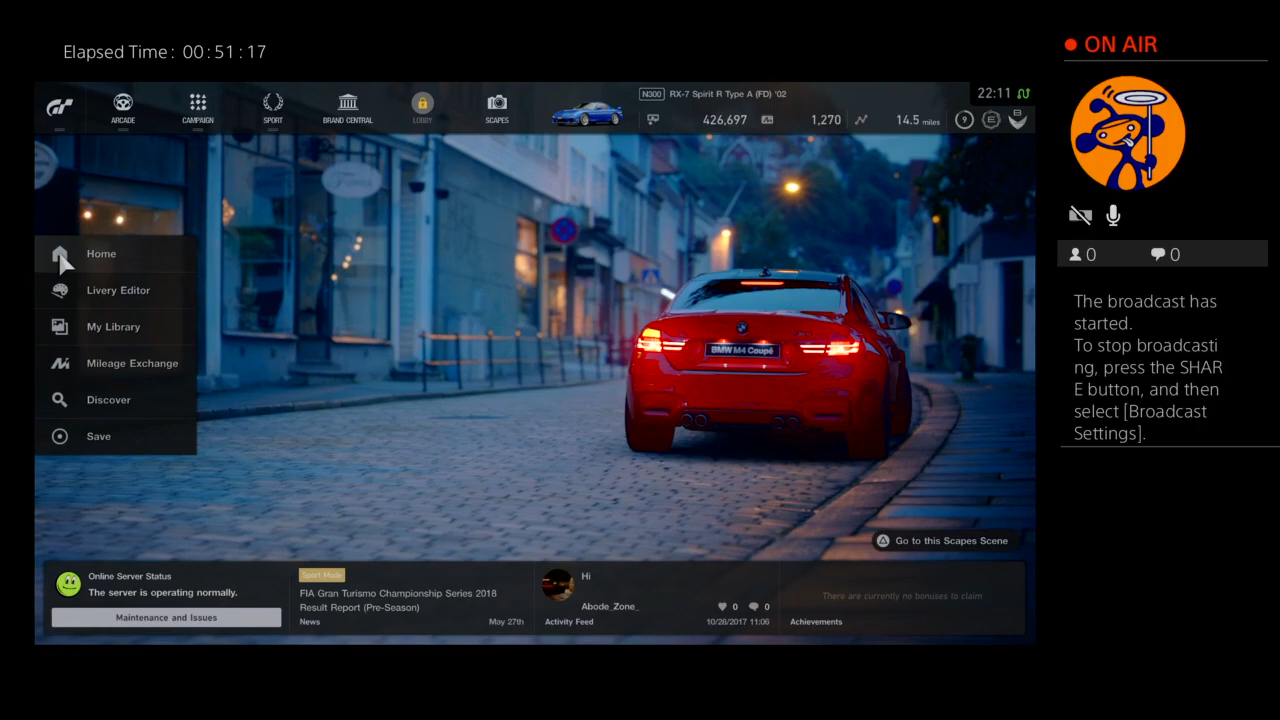 Elapsed Time: 00:51:17
ON AIR
ARCADE
CAMPAIGN
SPORT
BRAND CENTRAL
LOBBY
SCAPES
N300 RX-7 Spirit R Type A (FD) '02
426,697
1,270
14.5 miles
22:11
9
E
Home
Livery Editor
My Library
Mileage Exchange
Discover
Save
BMW M4 Coupé
Go to this Scapes Scene
Online Server Status
The server is operating normally.
Maintenance and Issues
Sport Mode
FIA Gran Turismo Championship Series 2018
Result Report (Pre-Season)
News
May 27th
Hi
Abode_Zone_
0
0
Activity Feed
10/28/2017 11:06
There are currently no bonuses to claim
Achievements
0
0
The broadcast has
started.
To stop broadcasti
ng, press the SHAR
E button, and then
select [Broadcast
Settings].